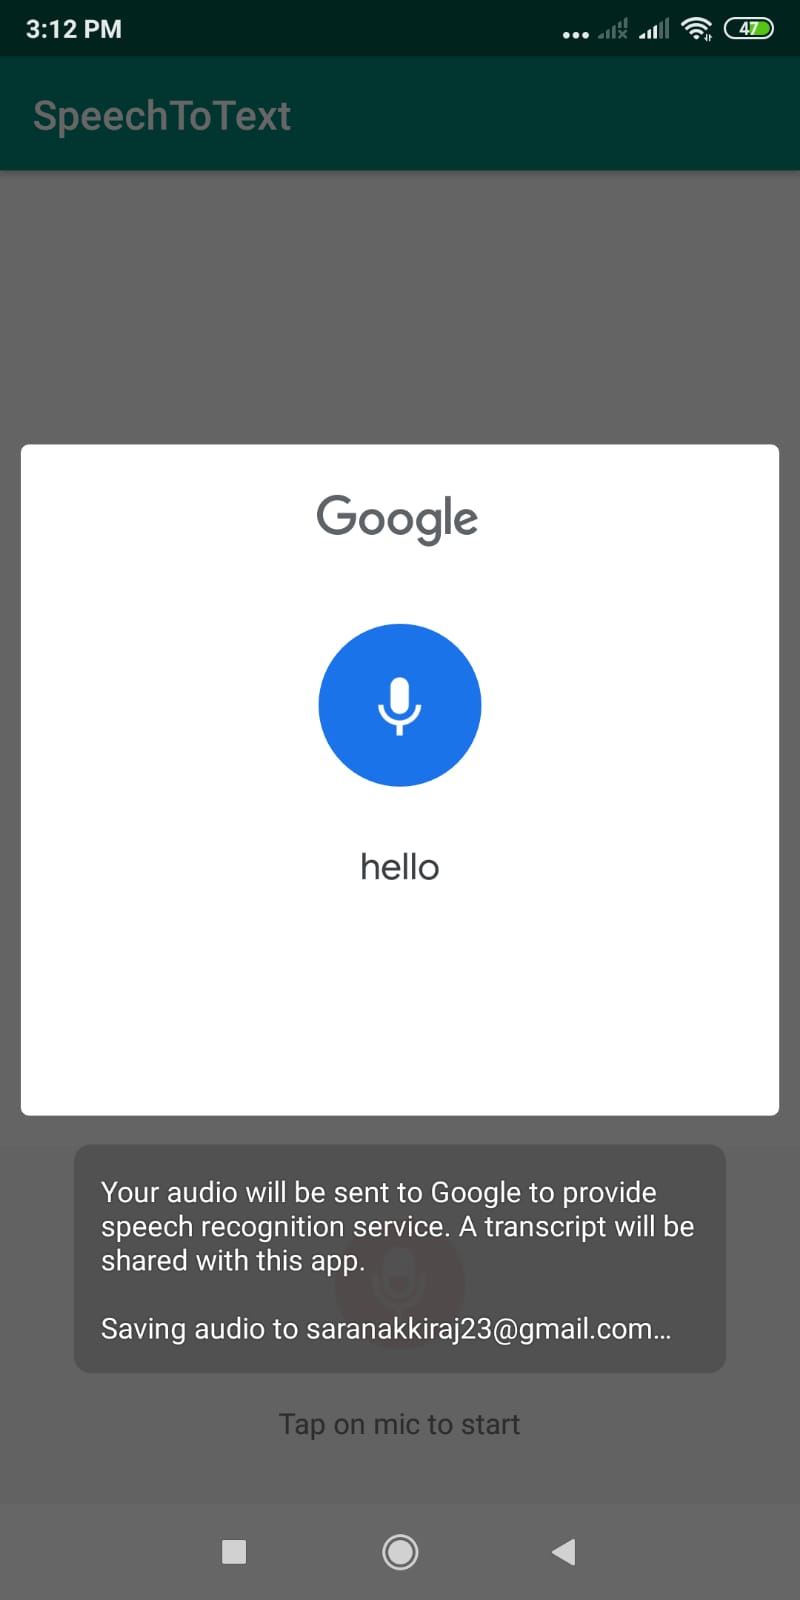 3:12 PM
47
SpeechToText
Google
hello
Your audio will be sent to Google to provide
speech recognition service. A transcript will be
shared with this app.
Saving audio to saranakkiraj23@gmail.com...
Tap on mic to start